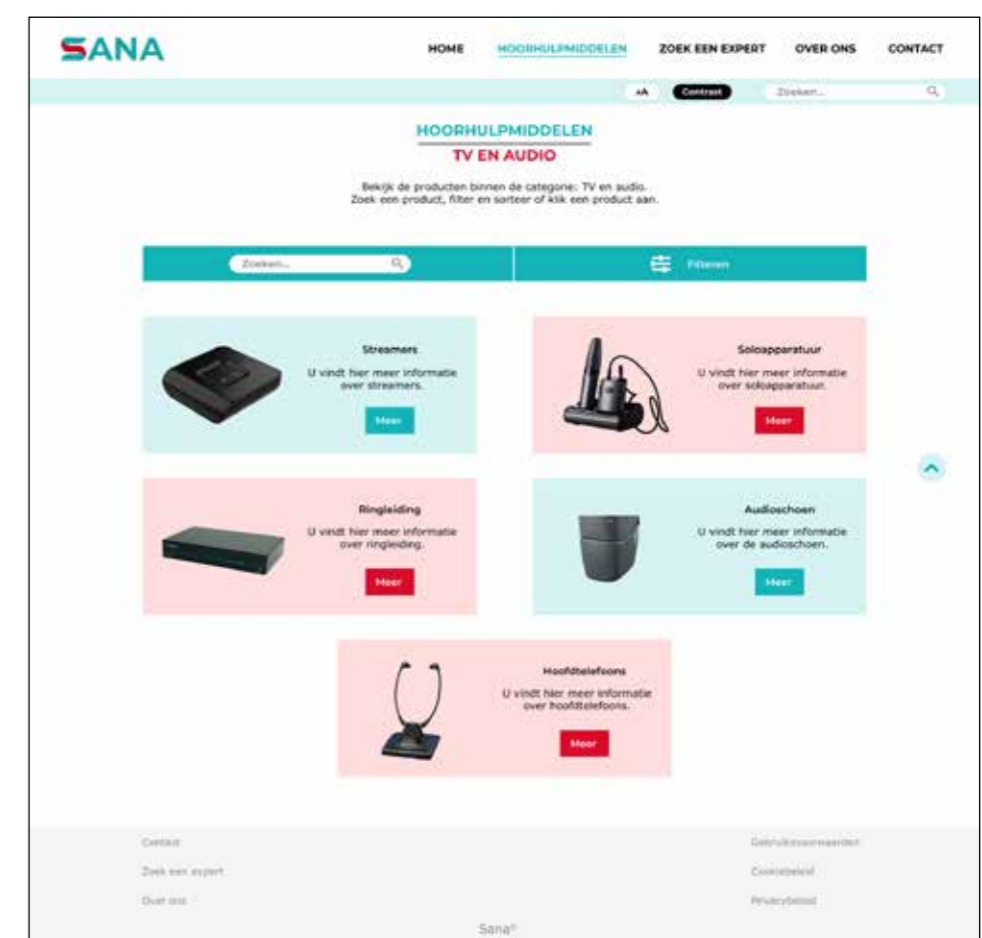 SANA
HOME
HOORHULPMIDDELEN
ZOEK EEN EXPERT
OVER ONS
CONTACT
AA
Contrast
Zoeken...
HOORHULPMIDDELEN
TV EN AUDIO
Bekijk de producten binnen de categorie: TV en audio.
Zoek een product, filter en sorteer of klik een product aan.
Zoeken...
Filteren
Streamers
U vindt hier meer informatie
over streamers.
Meer
Soloapparatuur
U vindt hier meer informatie
over soloapparatuur.
Meer
Ringleiding
U vindt hier meer informatie
over ringleiding.
Meer
Audioschoen
U vindt hier meer informatie
over de audioschoen.
Meer
Hoofdtelefoons
U vindt hier meer informatie
over hoofdtelefoons.
Meer
Contact
Gebruiksvoorwaarden
Zoek een expert
Cookiebeleid
Over ons
Privacybeleid
Sana®